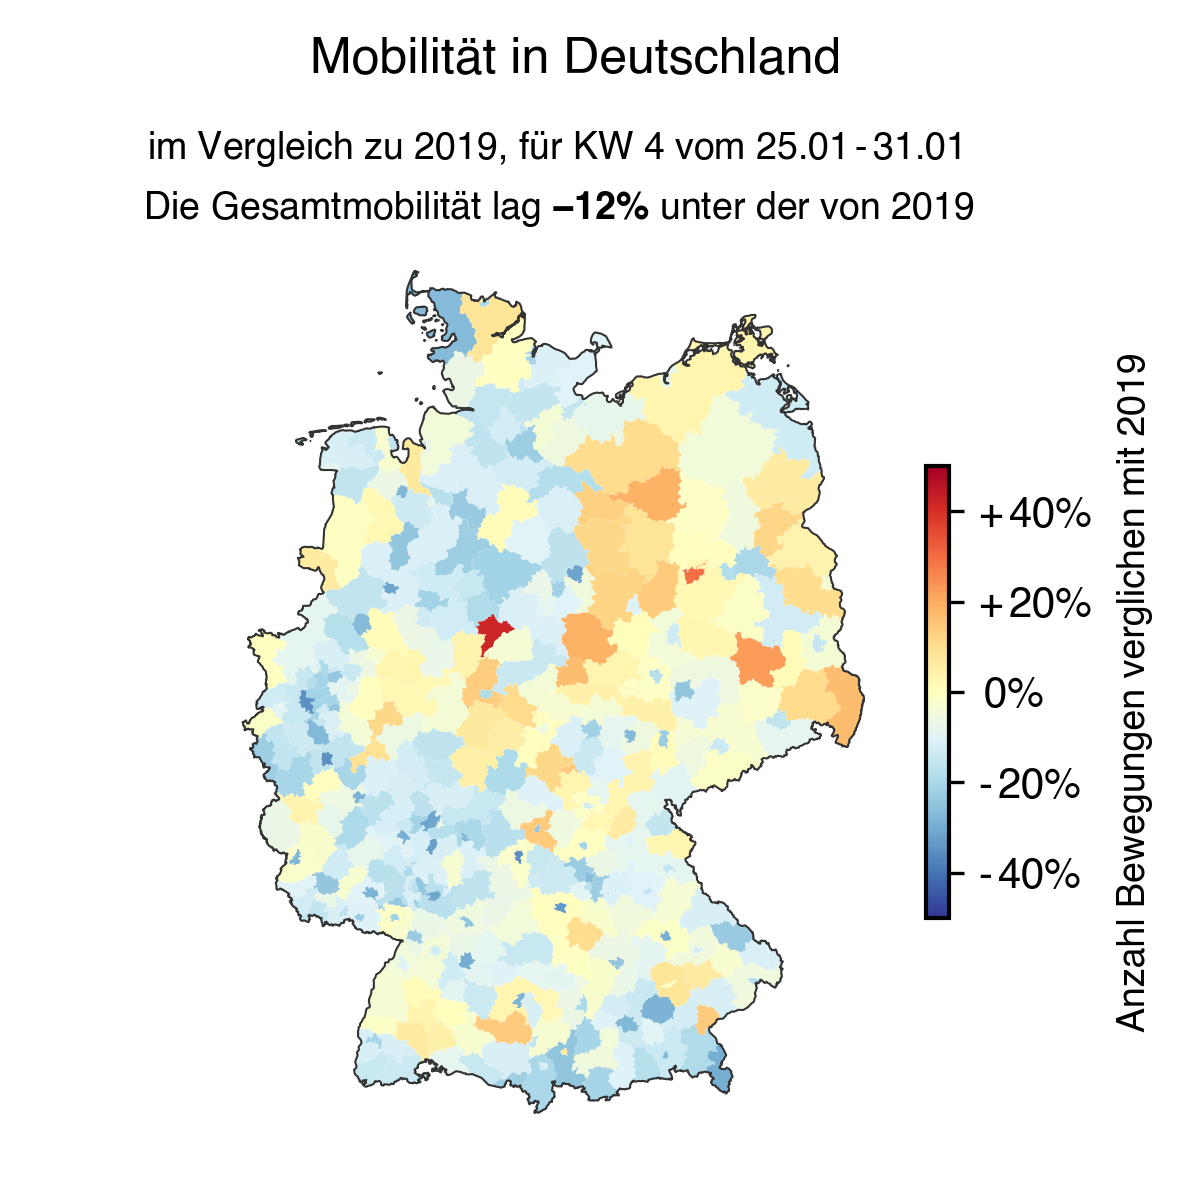 Mobilität in Deutschland
im Vergleich zu 2019, für KW 4 vom 25.01 - 31.01
Die Gesamtmobilität lag –12% unter der von 2019
+40%
+20%
0%
-20%
-40%
Anzahl Bewegungen verglichen mit 2019